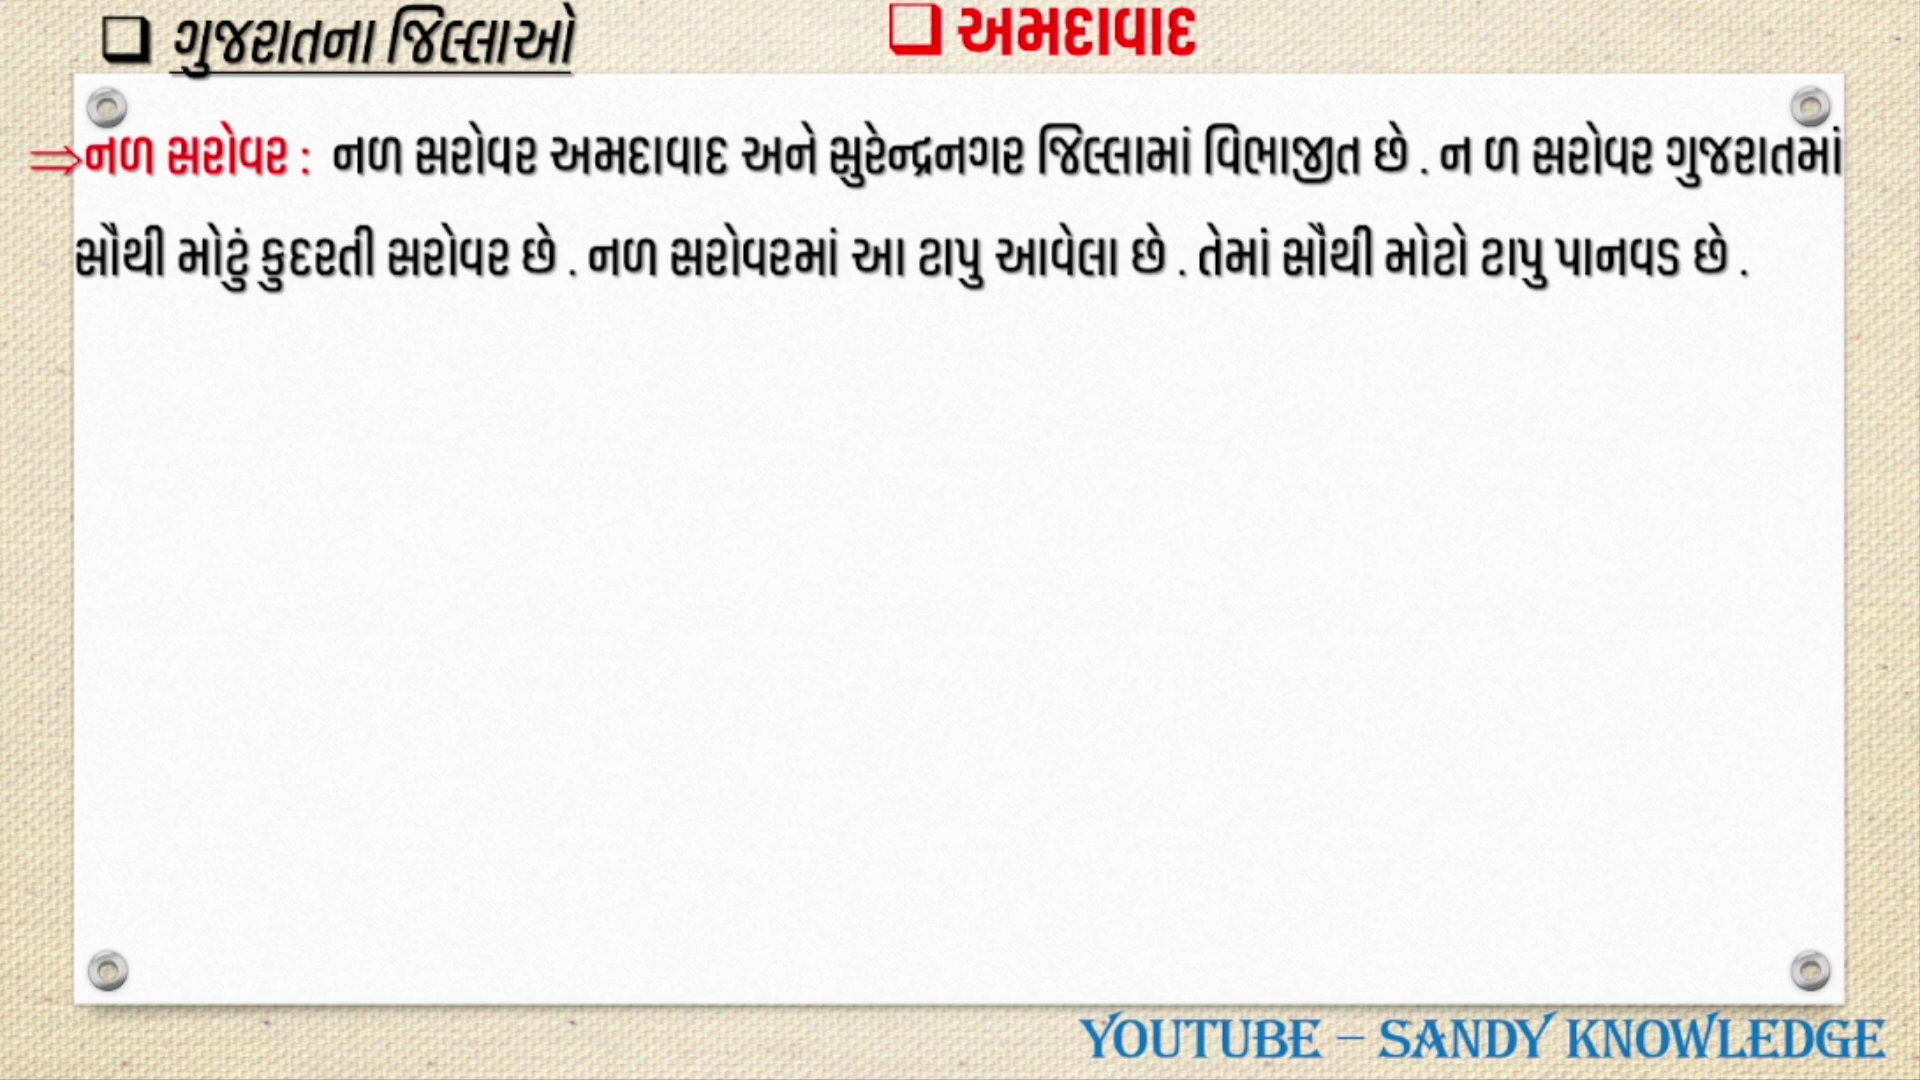 ❑ ગુજરાતના જિલ્લાઓ
❑ અમદાવાદ
⇒નળ સરોવર : નળ સરોવર અમદાવાદ અને સુરેન્દ્રનગર જિલ્લામાં વિભાજીત છે . ન ળ સરોવર ગુજરાતમાં
સૌથી મોટું કુદરતી સરોવર છે . નળ સરોવરમાં આ ટાપુ આવેલા છે . તેમાં સૌથી મોટો ટાપુ પાનવડ છે .
YOUTUBE – SANDY KNOWLEDGE